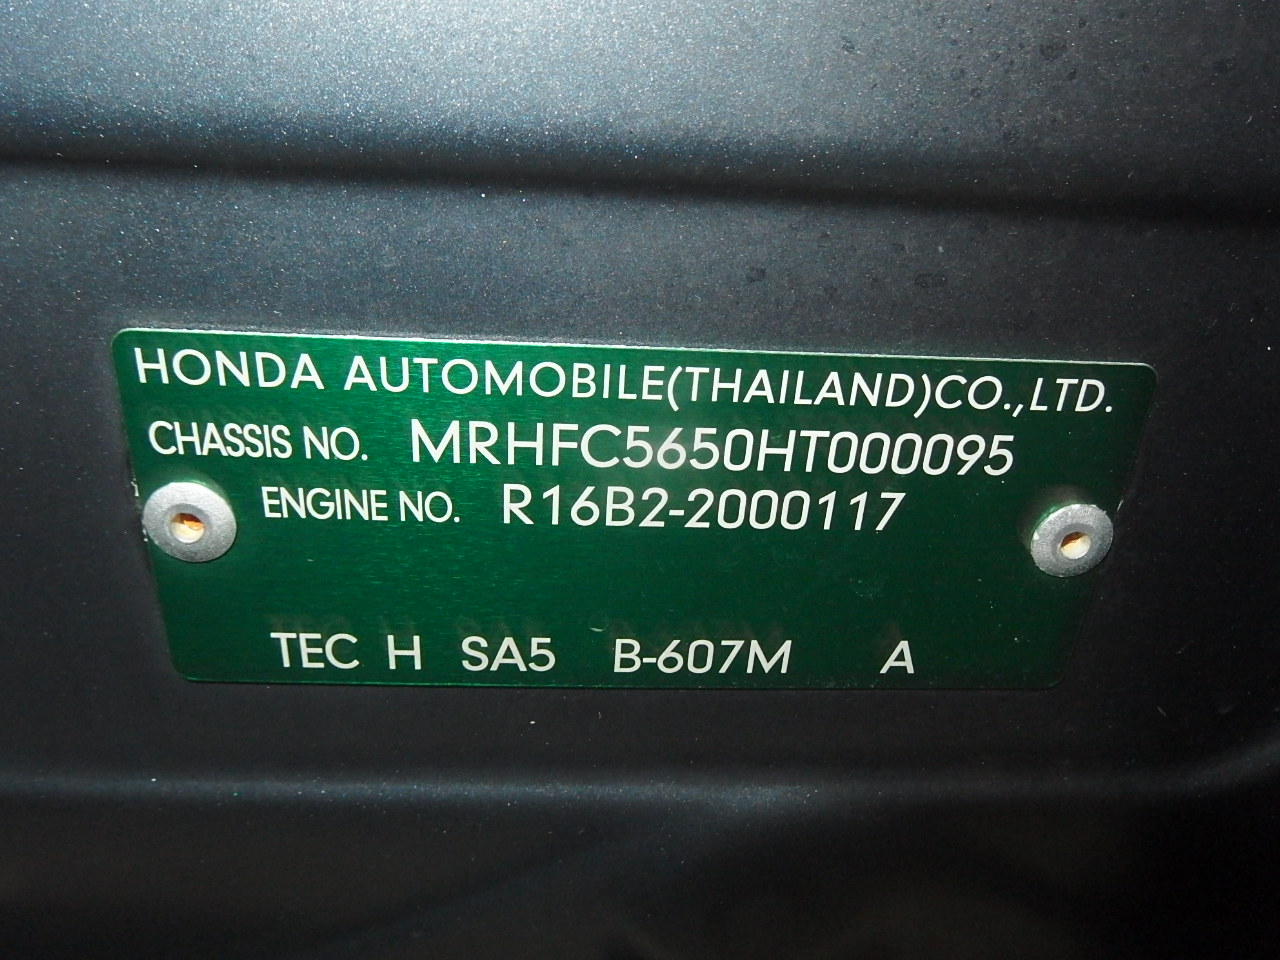 HONDA AUTOMOBILE(THAILAND)CO.,LTD.
CHASSIS NO. MRHFC5650HT000095
ENGINE NO. R16B2-2000117
TEC H SA5 B-607M A